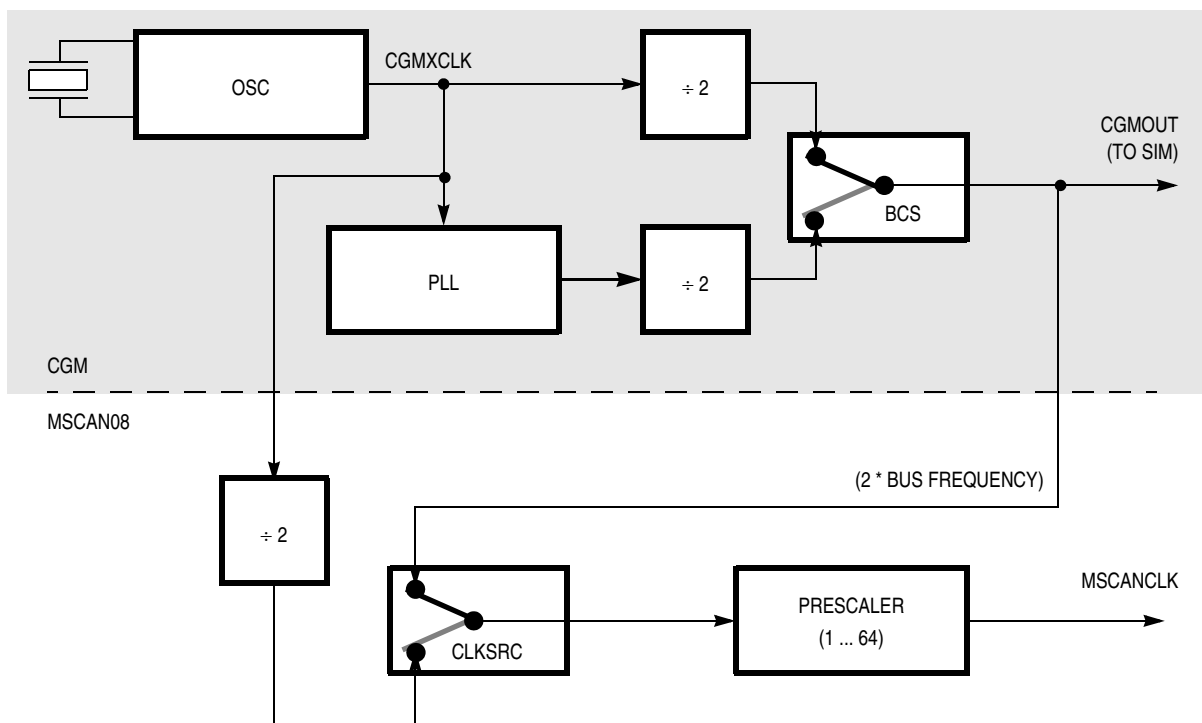 CGMXCLK
OSC
÷ 2
CGMOUT
(TO SIM)
BCS
PLL
÷ 2
CGM
MSCAN08
(2 * BUS FREQUENCY)
÷ 2
MSCANCLK
PRESCALER
(1 ... 64)
CLKSRC